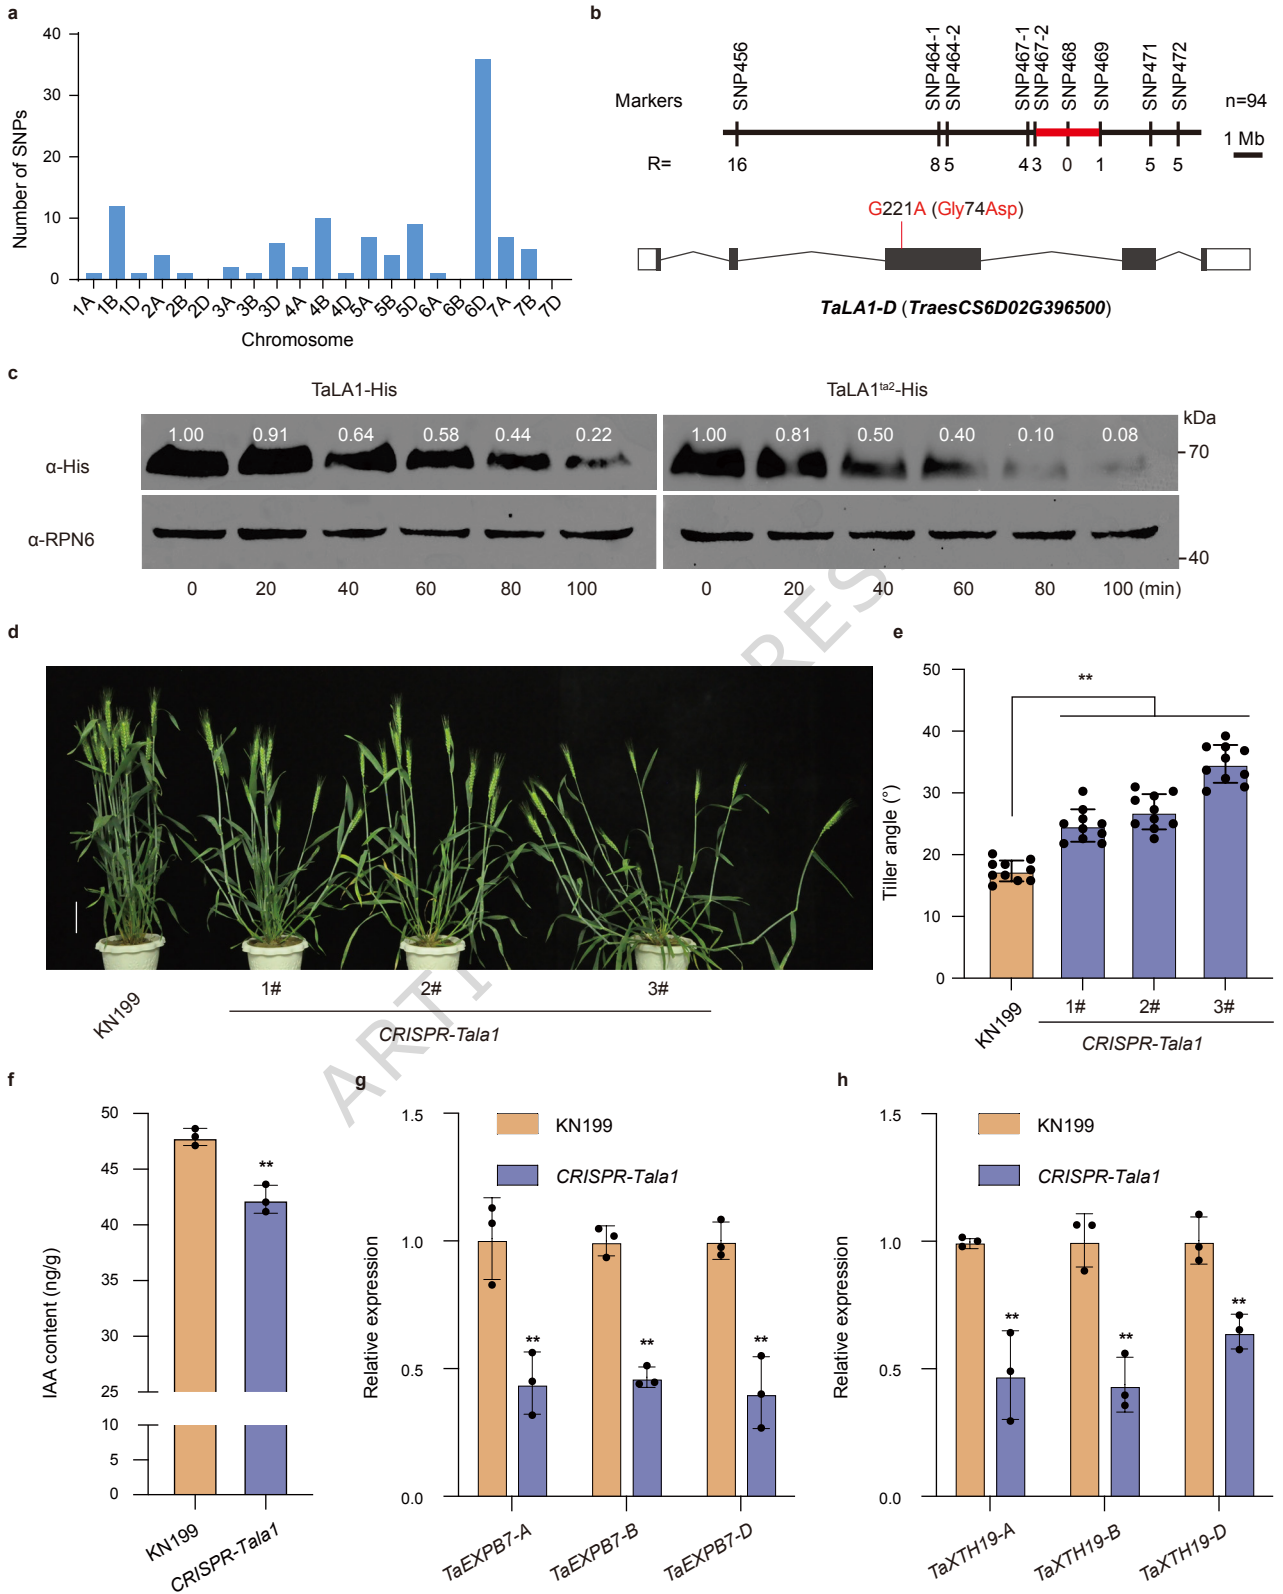 a
40
30
20
10
0
Number of SNPs
1A 1B 1D 2A 2B 2D 3A 3B 3D 4A 4B 4D 5A 5B 5D 6A 6B 6D 7A 7B 7D
Chromosome
b
SNP456 SNP464-1 SNP464-2 SNP467-1 SNP467-2 SNP468 SNP469 SNP471 SNP472
Markers
n=94
1 Mb
R= 16 8 5 4 3 0 1 5 5
G221A (Gly74Asp)
TaLA1-D (TraesCS6D02G396500)
c
TaLA1-His TaLA1ᵗᵃ²-His
kDa
1.00 0.91 0.64 0.58 0.44 0.22 1.00 0.81 0.50 0.40 0.10 0.08
α-His
-70
α-RPN6
-40
0 20 40 60 80 100 0 20 40 60 80 100 (min)
d
KN199
1# 2# 3#
CRISPR-Tala1
e
50
40
30
20
10
0
Tiller angle (°)
**
KN199
1# 2# 3#
CRISPR-Tala1
ARTI
RES
f
50
45
40
35
30
25
10
5
0
IAA content (ng/g)
**
KN199
CRISPR-Tala1
g
1.5
1.0
0.5
0.0
Relative expression
KN199
CRISPR-Tala1
** ** **
TaEXPB7-A TaEXPB7-B TaEXPB7-D
h
1.5
1.0
0.5
0.0
Relative expression
KN199
CRISPR-Tala1
** ** **
TaXTH19-A TaXTH19-B TaXTH19-D